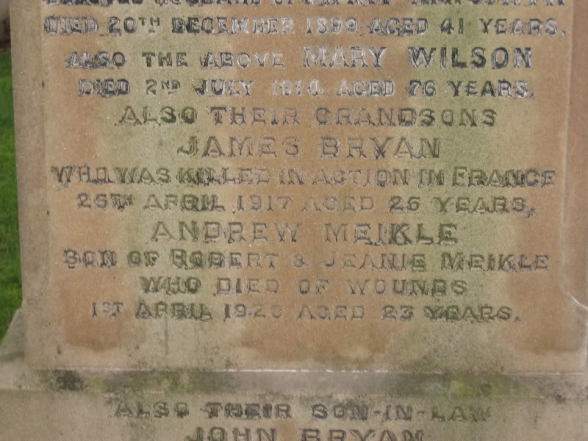 DIED 20TH DECEMBER 1899 AGED 41 YEARS.
ALSO THE ABOVE MARY WILSON
DIED 2ND JULY AGED 76 YEARS.
ALSO THEIR GRANDSONS
JAMES BRYAN
WHO WAS KILLED IN ACTION IN FRANCE
25TH APRIL 1917 AGED 25 YEARS,
ANDREW MEIKLE
SON OF ROBERT & JEANIE MEIKLE
WHO DIED OF WOUNDS
1ST APRIL 1920 AGED 23 YEARS.
ALSO THEIR SON-IN-LAW
JOHN BRYAN